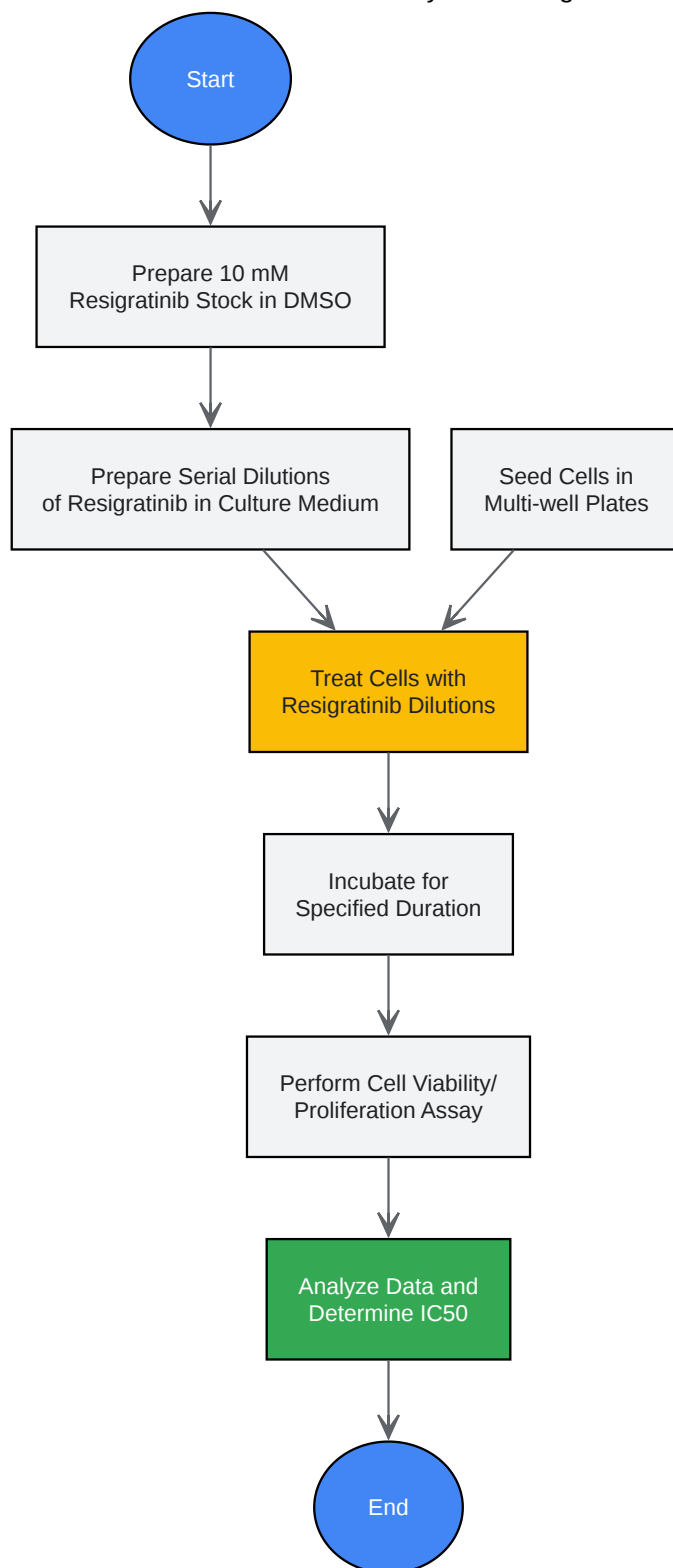 Start
Prepare 10 mM
Resigratinib Stock in DMSO
Prepare Serial Dilutions
of Resigratinib in Culture Medium
Seed Cells in
Multi-well Plates
Treat Cells with
Resigratinib Dilutions
Incubate for
Specified Duration
Perform Cell Viability/
Proliferation Assay
Analyze Data and
Determine IC50
End